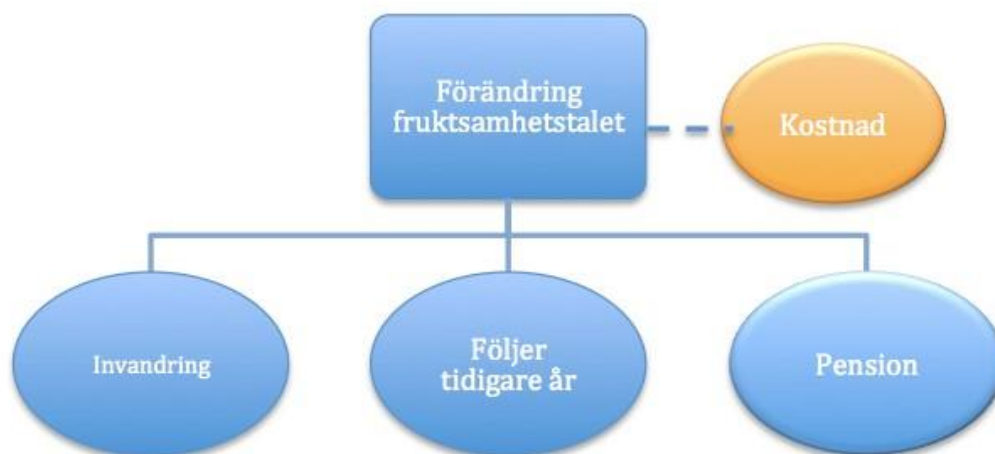 Förändring
fruktsamhetstalet
Kostnad
Invandring
Följer
tidigare år
Pension